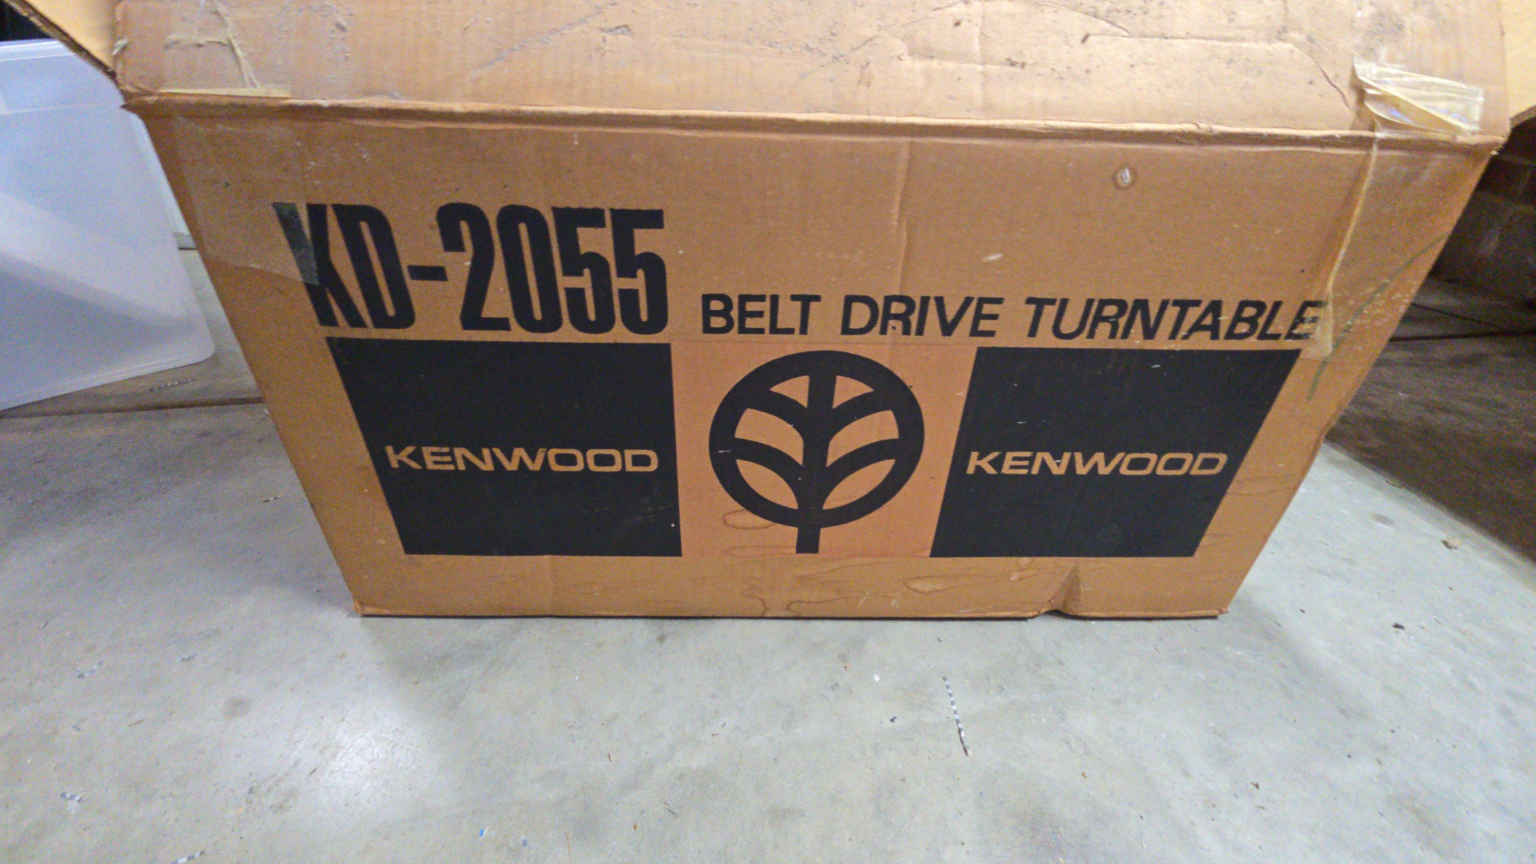 KD-2055
BELT DRIVE TURNTABLE
KENWOOD
KENWOOD